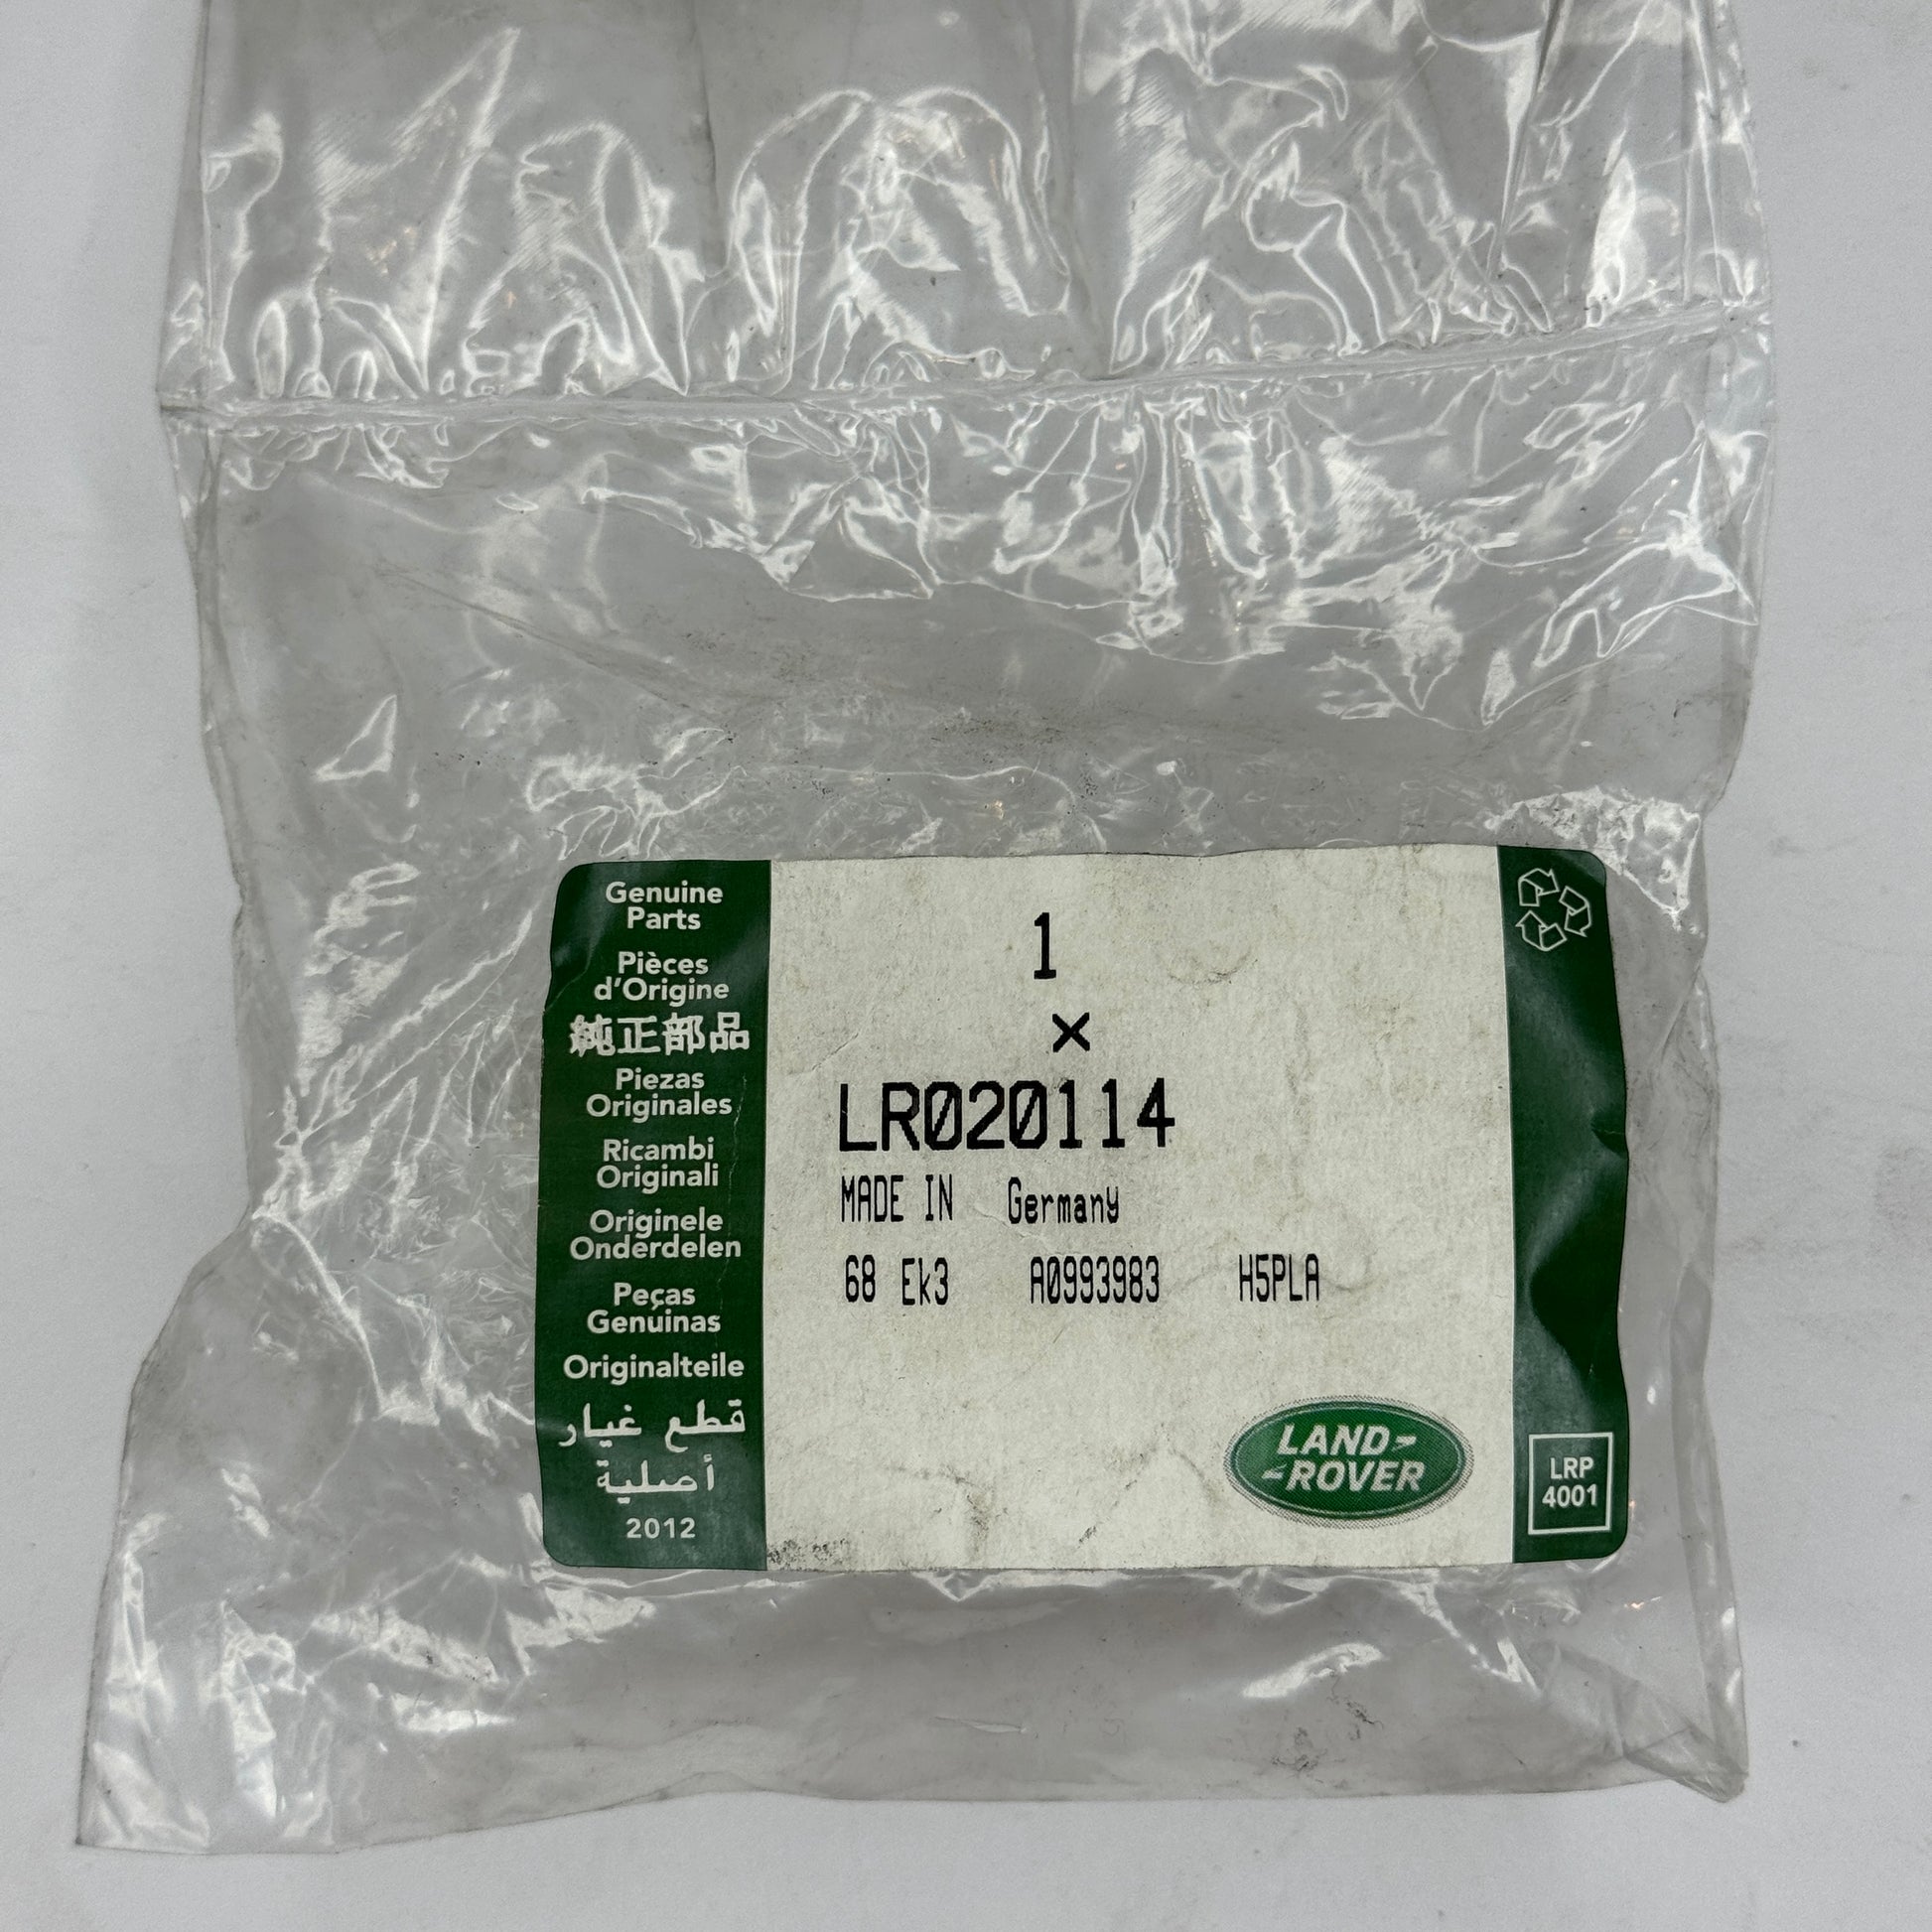 Genuine
Parts
Pièces
d'Origine
純正部品
Piezas
Originales
Ricambi
Originali
Originele
Onderdelen
Peças
Genuinas
Originalteile
قطع غيار
أصلية
2012
1
×
LR020114
MADE IN Germany
68 Ek3 A0993983 H5PLA
LAND-
-ROVER
LRP
4001